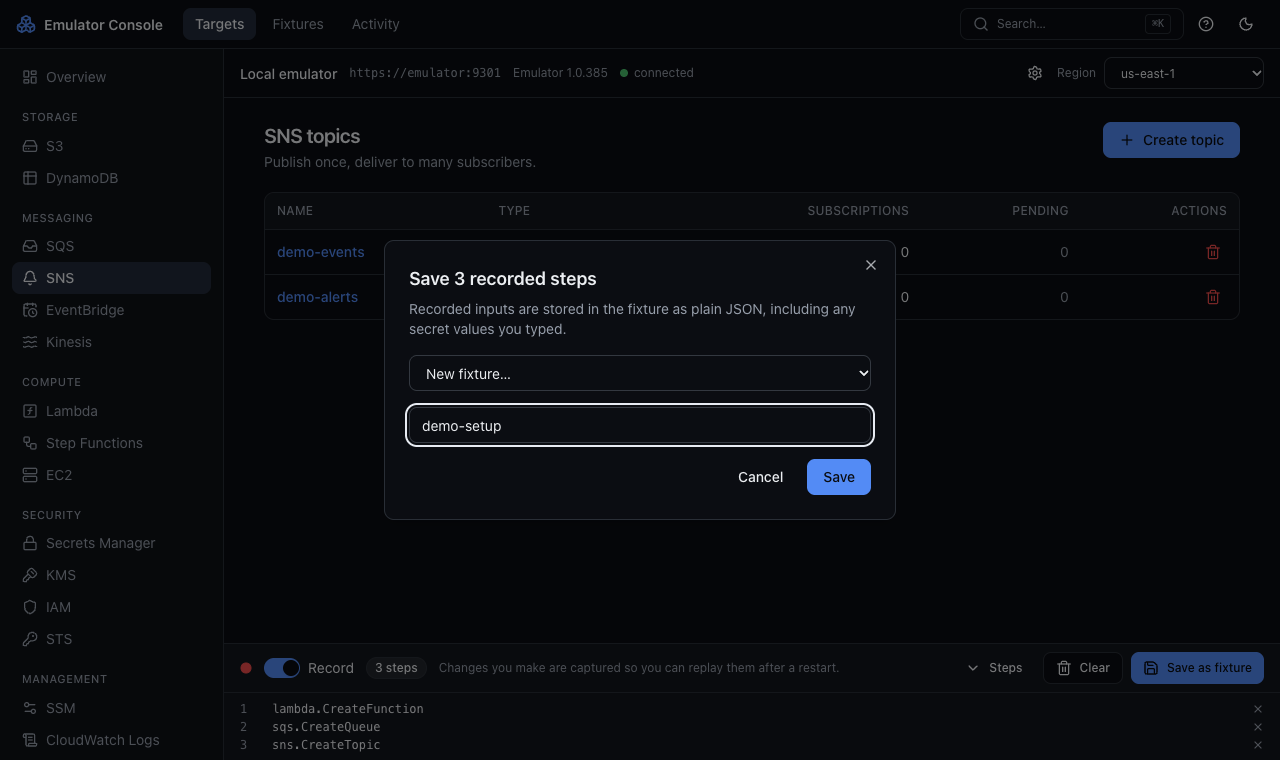 Emulator Console
Targets
Fixtures
Activity
Search...
⌘K
Overview
STORAGE
S3
DynamoDB
MESSAGING
SQS
SNS
EventBridge
Kinesis
COMPUTE
Lambda
Step Functions
EC2
SECURITY
Secrets Manager
KMS
IAM
STS
MANAGEMENT
SSM
CloudWatch Logs
Local emulator https://emulator:9301 Emulator 1.0.385 connected
Region us-east-1
SNS topics
Publish once, deliver to many subscribers.
Create topic
NAME TYPE SUBSCRIPTIONS PENDING ACTIONS
demo-events 0 0
demo-alerts 0 0
Save 3 recorded steps
Recorded inputs are stored in the fixture as plain JSON, including any
secret values you typed.
New fixture...
demo-setup
Cancel Save
Record 3 steps Changes you make are captured so you can replay them after a restart. Steps Clear Save as fixture
1 lambda.CreateFunction
2 sqs.CreateQueue
3 sns.CreateTopic